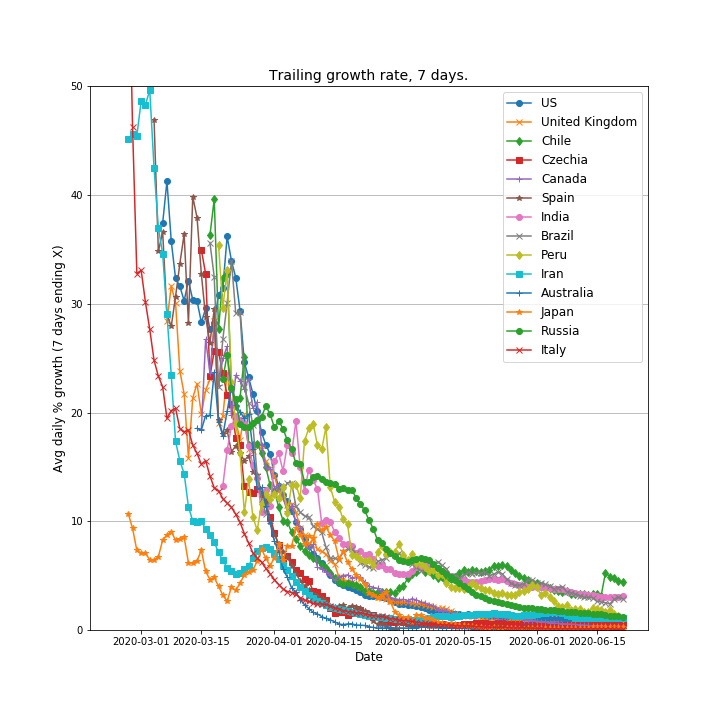 Trailing growth rate, 7 days.
50
40
30
20
10
0
Avg daily % growth (7 days ending X)
US
United Kingdom
Chile
Czechia
Canada
Spain
India
Brazil
Peru
Iran
Australia
Japan
Russia
Italy
2020-03-01 2020-03-15 2020-04-01 2020-04-15 2020-05-01 2020-05-15 2020-06-01 2020-06-15
Date